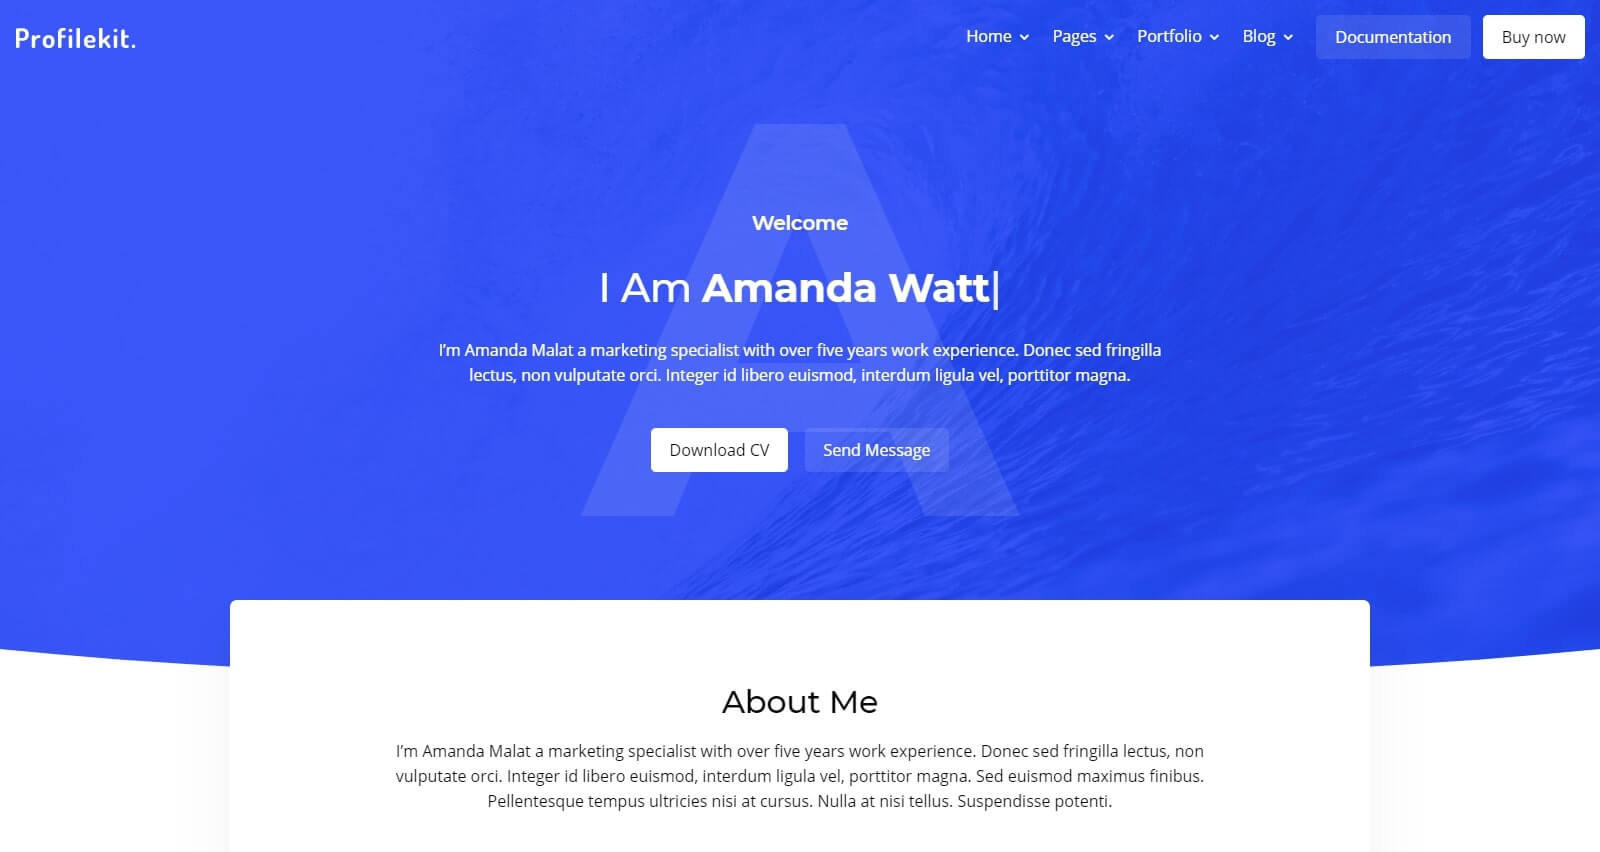 Profilekit.
Home Pages Portfolio Blog Documentation Buy now
A
Welcome
I Am Amanda Watt|
I’m Amanda Malat a marketing specialist with over five years work experience. Donec sed fringilla
lectus, non vulputate orci. Integer id libero euismod, interdum ligula vel, porttitor magna.
Download CV Send Message
About Me
I’m Amanda Malat a marketing specialist with over five years work experience. Donec sed fringilla lectus, non
vulputate orci. Integer id libero euismod, interdum ligula vel, porttitor magna. Sed euismod maximus finibus.
Pellentesque tempus ultricies nisi at cursus. Nulla at nisi tellus. Suspendisse potenti.